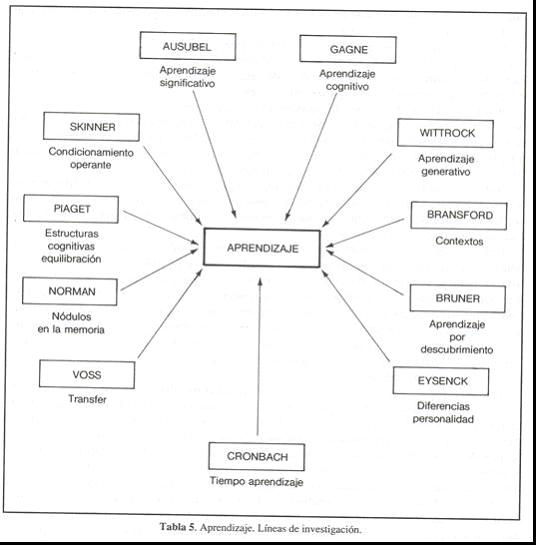 AUSUBEL
Aprendizaje
significativo
GAGNE
Aprendizaje
cognitivo
SKINNER
Condicionamiento
operante
WITTROCK
Aprendizaje
generativo
PIAGET
Estructuras
cognitivas
equilibración
BRANSFORD
Contextos
APRENDIZAJE
NORMAN
Nódulos
en la memoria
BRUNER
Aprendizaje
por
descubrimiento
VOSS
Transfer
EYSENCK
Diferencias
personalidad
CRONBACH
Tiempo aprendizaje
Tabla 5. Aprendizaje. Líneas de investigación.